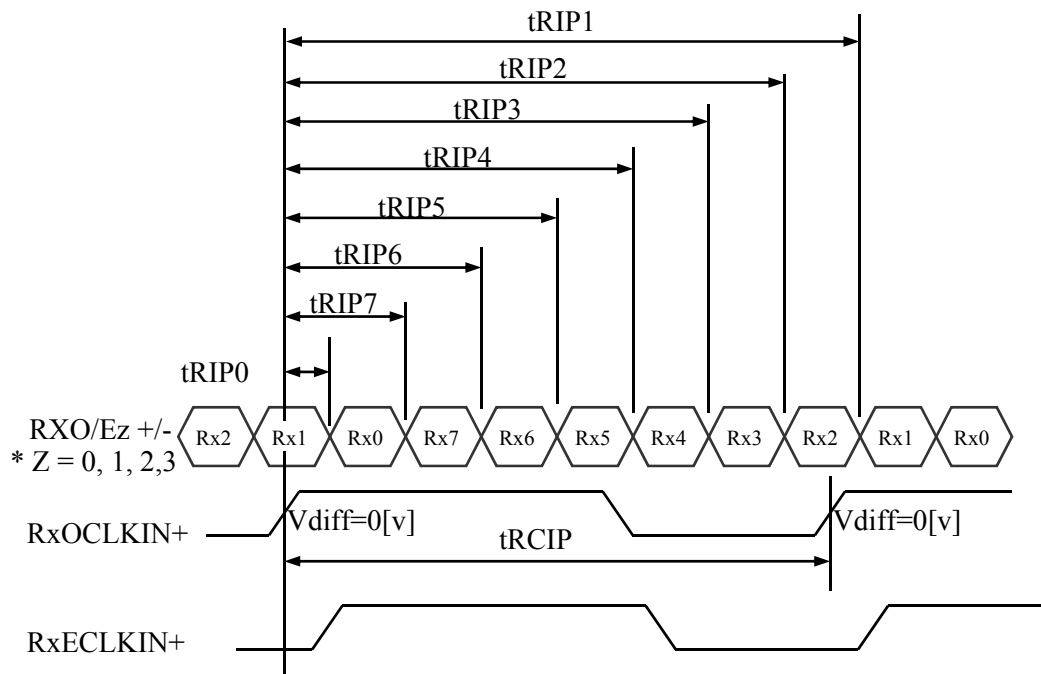 tRIP1
tRIP2
tRIP3
tRIP4
tRIP5
tRIP6
tRIP7
tRIP0
RXO/Ez +/- Rx2 Rx1 Rx0 Rx7 Rx6 Rx5 Rx4 Rx3 Rx2 Rx1 Rx0
* Z = 0, 1, 2,3
RxOCLKIN+ Vdiff=0[v] Vdiff=0[v]
tRCIP
RxECLKIN+